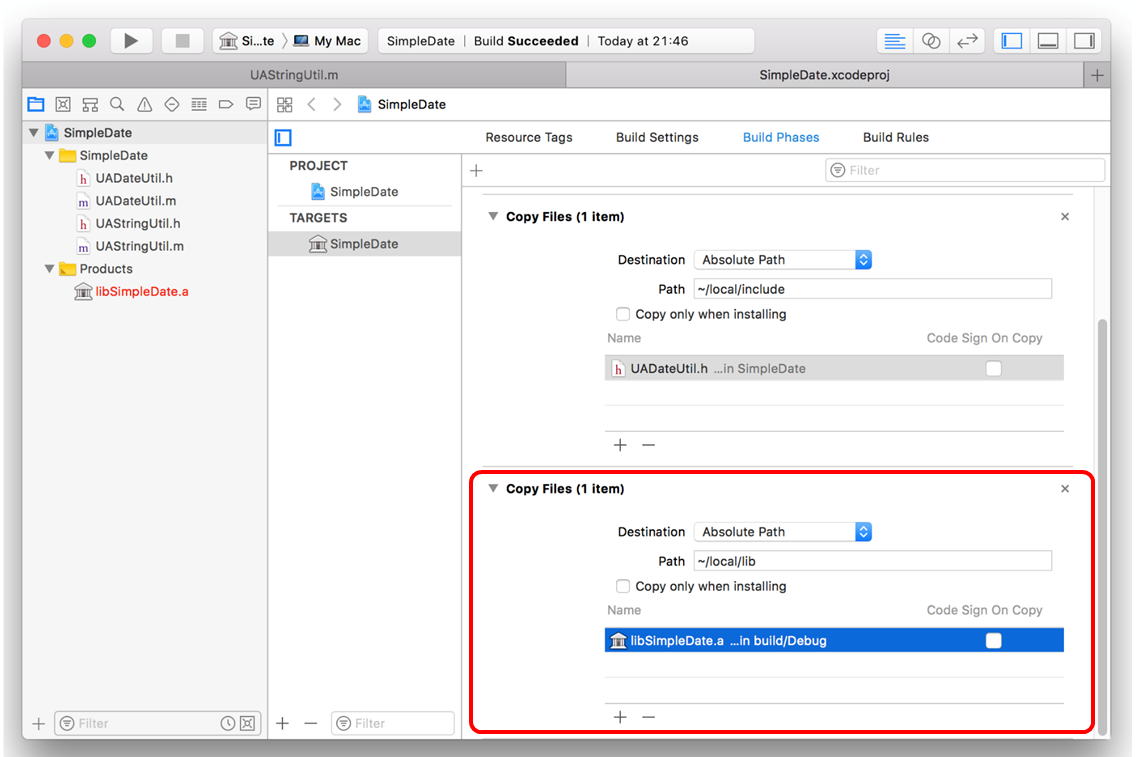 Si...te 〉 My Mac
SimpleDate | Build Succeeded | Today at 21:46
UAStringUtil.m
SimpleDate.xcodeproj
SimpleDate
SimpleDate
SimpleDate
h UADateUtil.h
m UADateUtil.m
h UAStringUtil.h
m UAStringUtil.m
Products
libSimpleDate.a
Filter
Resource Tags
Build Settings
Build Phases
Build Rules
PROJECT
SimpleDate
TARGETS
SimpleDate
Filter
Filter
Copy Files (1 item)
Destination Absolute Path
Path ~/local/include
Copy only when installing
Name Code Sign On Copy
h UADateUtil.h ...in SimpleDate
Copy Files (1 item)
Destination Absolute Path
Path ~/local/lib
Copy only when installing
Name Code Sign On Copy
libSimpleDate.a ...in build/Debug